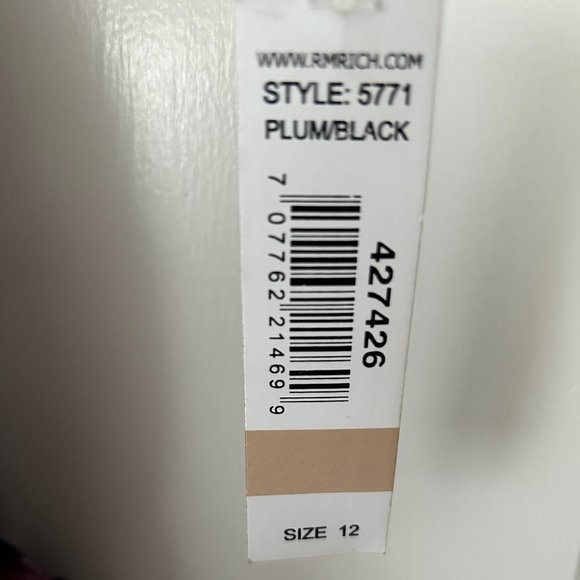 WWW.RMRICH.COM
STYLE: 5771
PLUM/BLACK
7 07762 21469 9
427426
SIZE 12